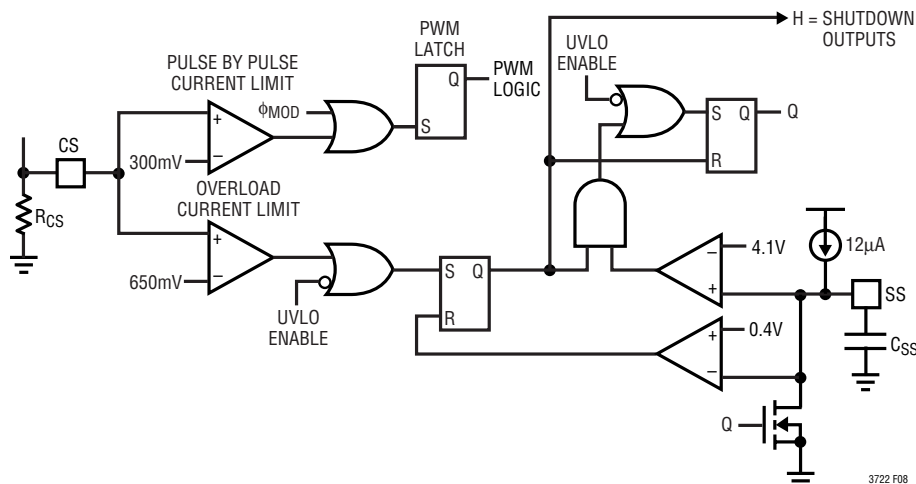 H = SHUTDOWN
OUTPUTS
PWM
LATCH
UVLO
ENABLE
PULSE BY PULSE
CURRENT LIMIT
Q
PWM
LOGIC
ΦMOD
S
Q
Q
S
R
CS
+
300mV
–
OVERLOAD
CURRENT LIMIT
RCS
+
650mV
–
UVLO
ENABLE
S
Q
R
–
4.1V
+
12µA
SS
+
0.4V
–
CSS
Q
3722 F08